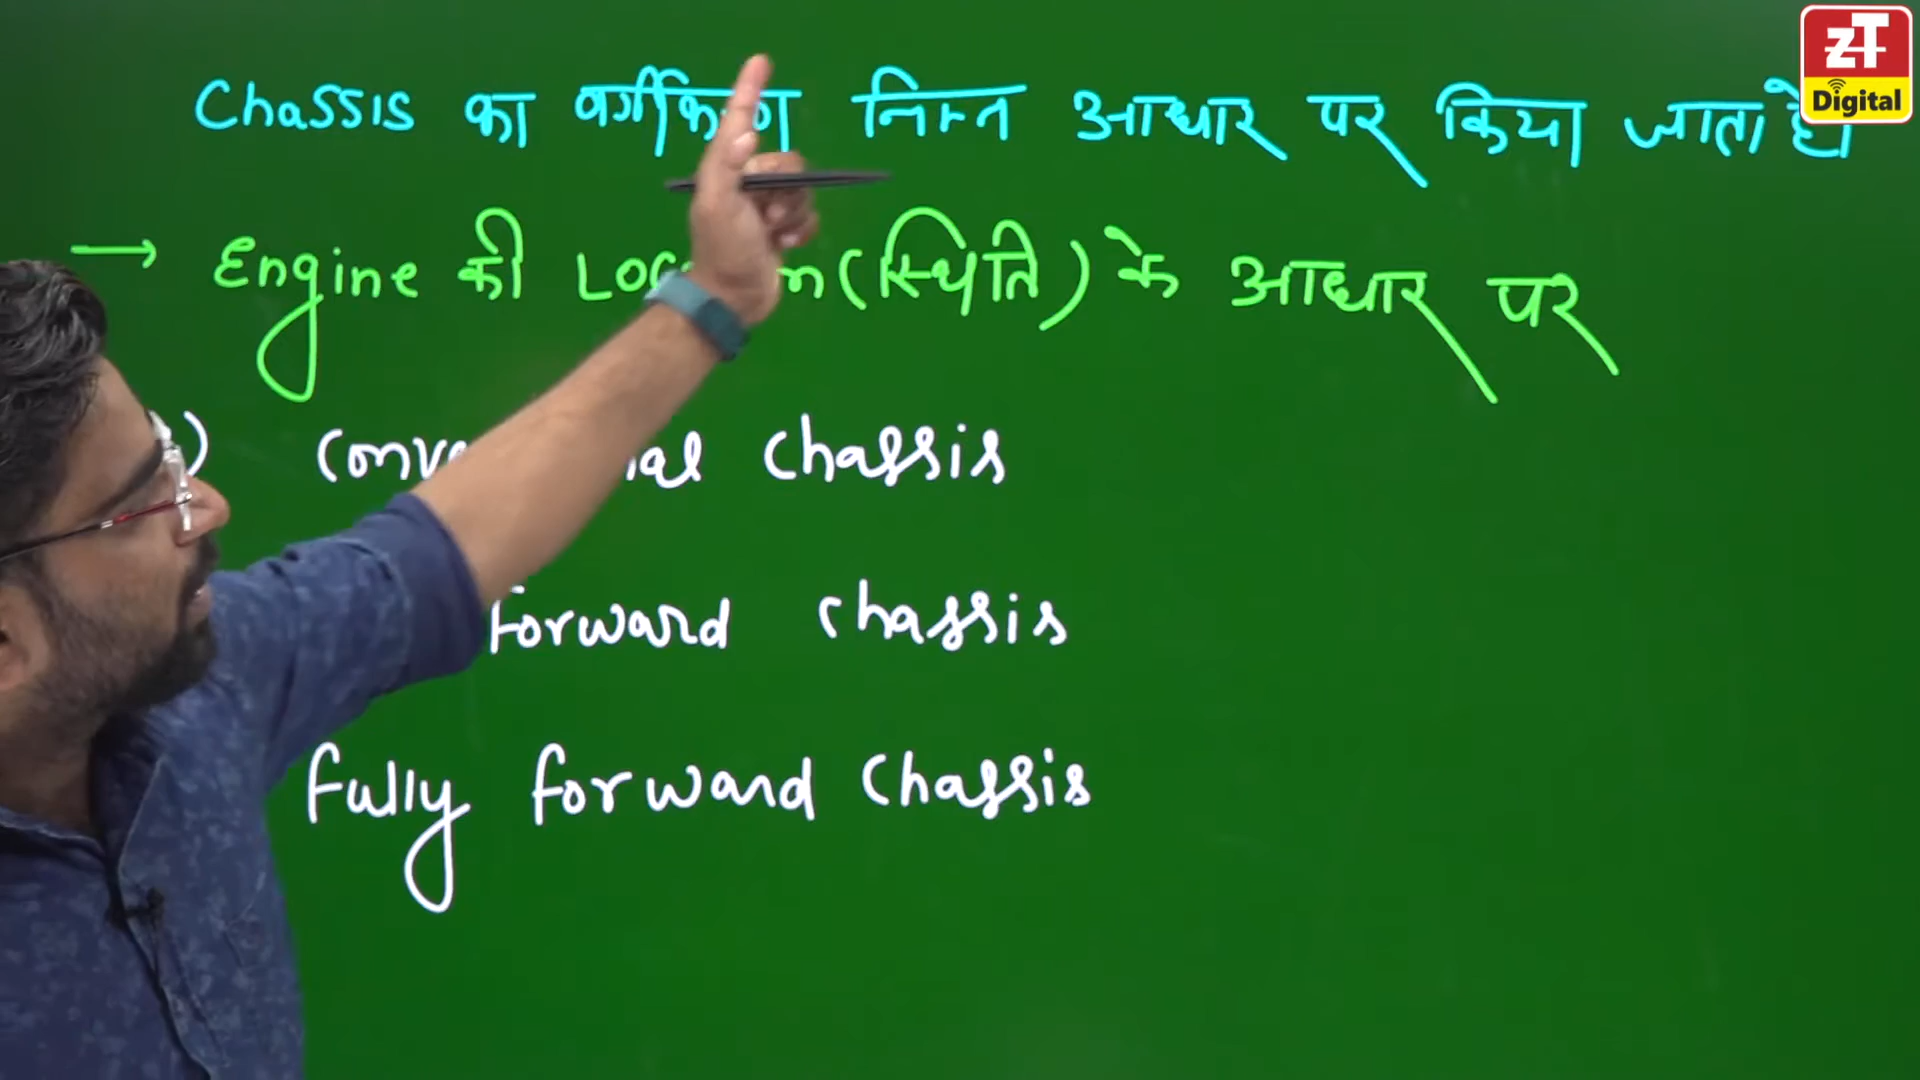 Chassis का निम्न आधार पर किया जाता है।
→ Engine की (स्थिति) के आधार पर
Chassis
forward Chassis
Fully forward Chassis
ZT
Digital